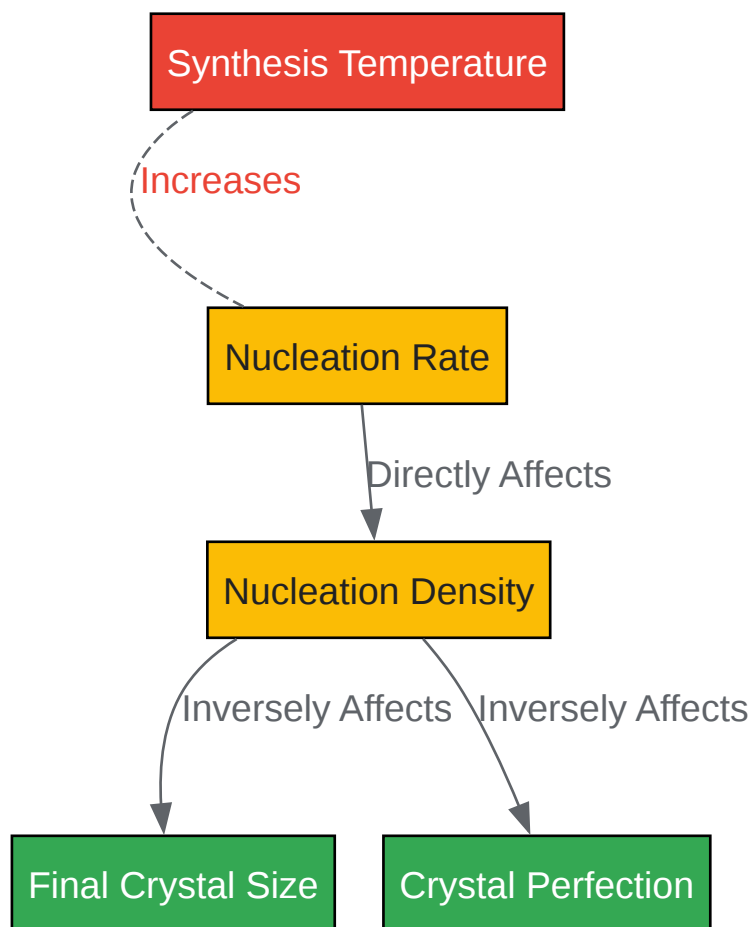 Synthesis Temperature
Increases
Nucleation Rate
Directly Affects
Nucleation Density
Inversely Affects
Inversely Affects
Final Crystal Size
Crystal Perfection